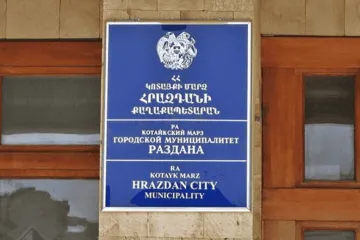 ՀՀ
ԿՈՏԱՅՔԻ ՄԱՐԶ
ՀՐԱԶԴԱՆԻ
ՔԱՂԱՔԱՊԵՏԱՐԱՆ
РА
КОТАЙКСКИЙ МАРЗ
ГОРОДСКОЙ МУНИЦИПАЛИТЕТ
РАЗДАНА
RA
KOTAYK MARZ
HRAZDAN CITY
MUNICIPALITY